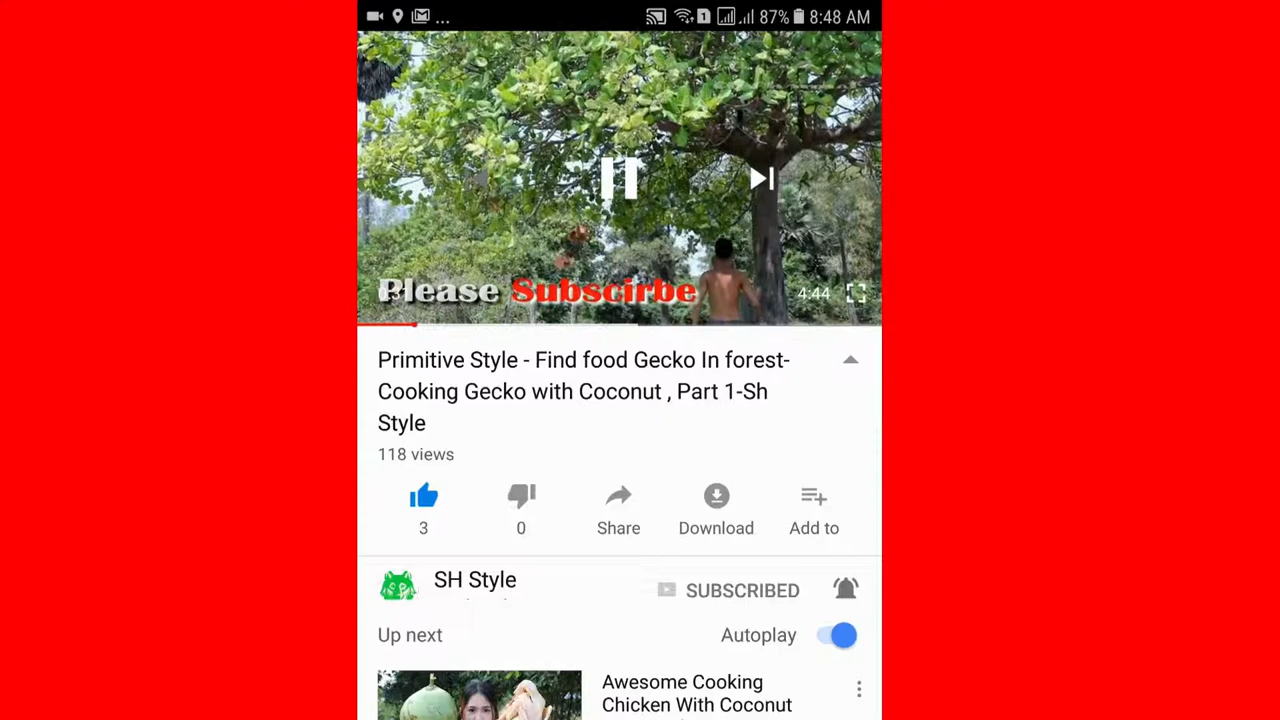 ... 1 87% 8:48 AM
Please Subscirbe
4:44
Primitive Style - Find food Gecko In forest-
Cooking Gecko with Coconut , Part 1-Sh
Style
118 views
3 0 Share Download Add to
SH Style SUBSCRIBED
Up next Autoplay
Awesome Cooking
Chicken With Coconut